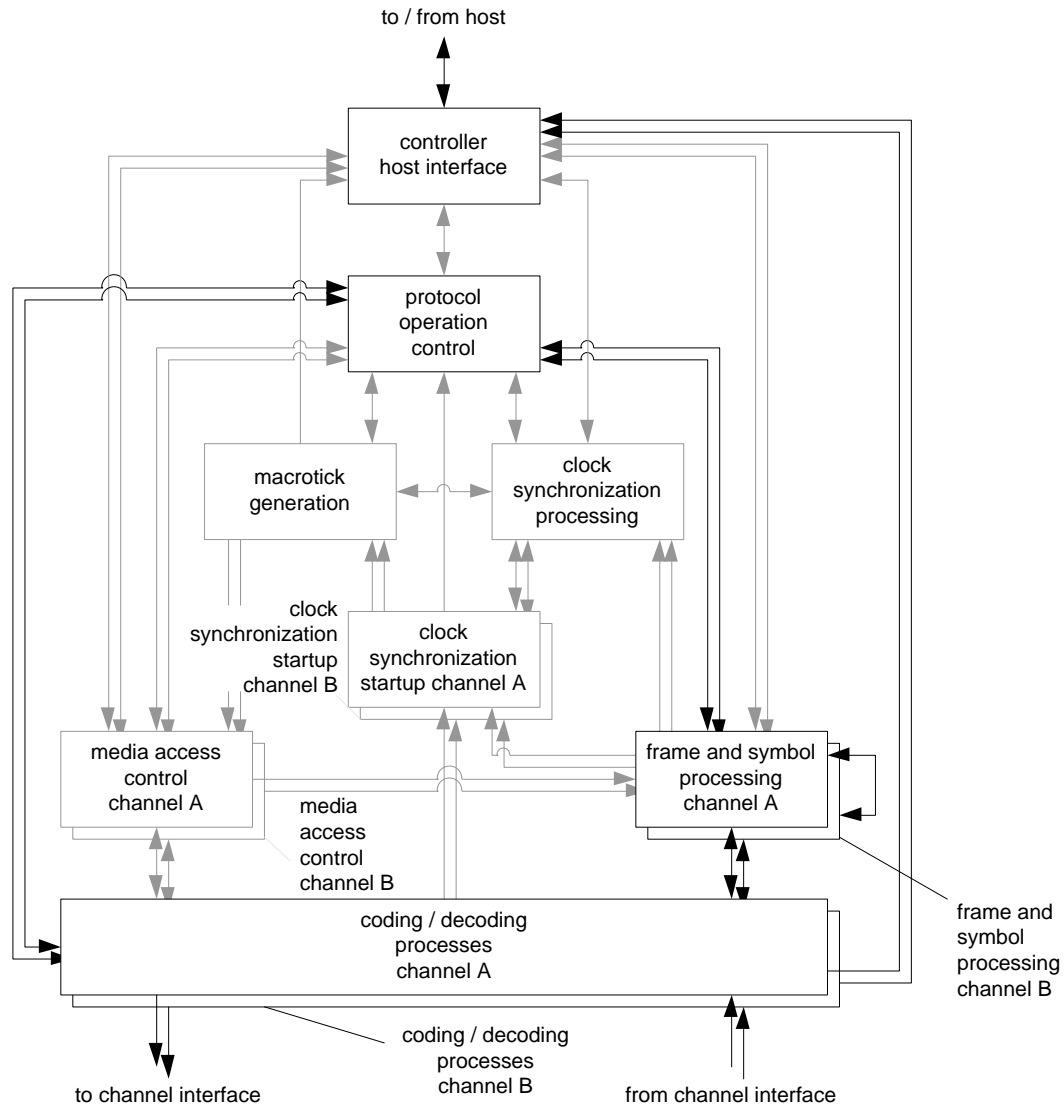 to / from host
controller
host interface
protocol
operation
control
macrotick
generation
clock
synchronization
processing
clock
synchronization
startup
channel B
clock
synchronization
startup channel A
media access
control
channel A
frame and symbol
processing
channel A
media
access
control
channel B
coding / decoding
processes
channel A
frame and
symbol
processing
channel B
coding / decoding
processes
channel B
to channel interface
from channel interface